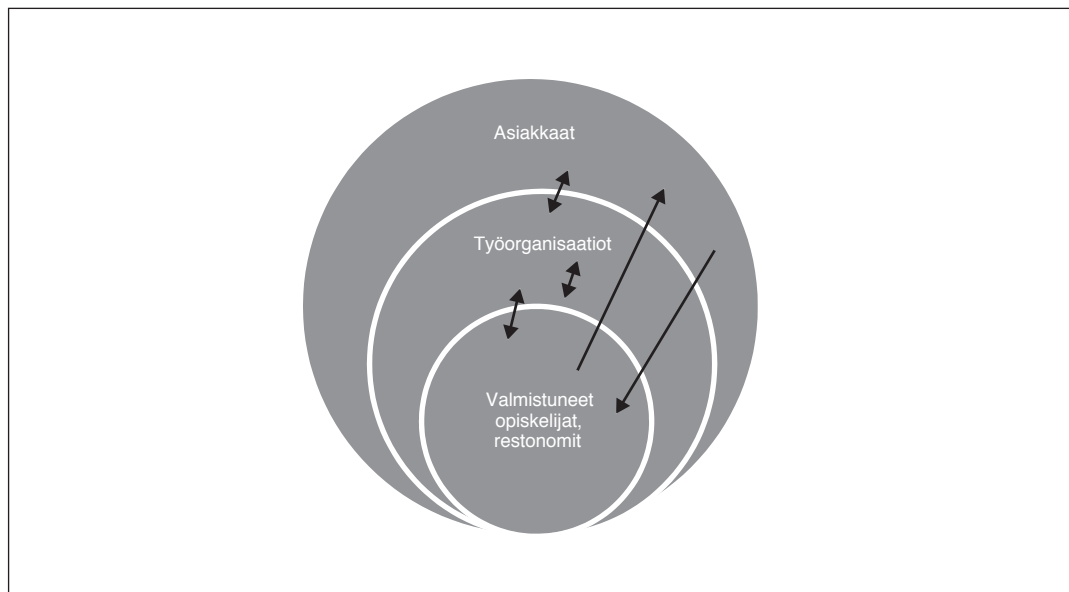 Asiakkaat
Työorganisaatiot
Valmistuneet
opiskelijat,
restonomit